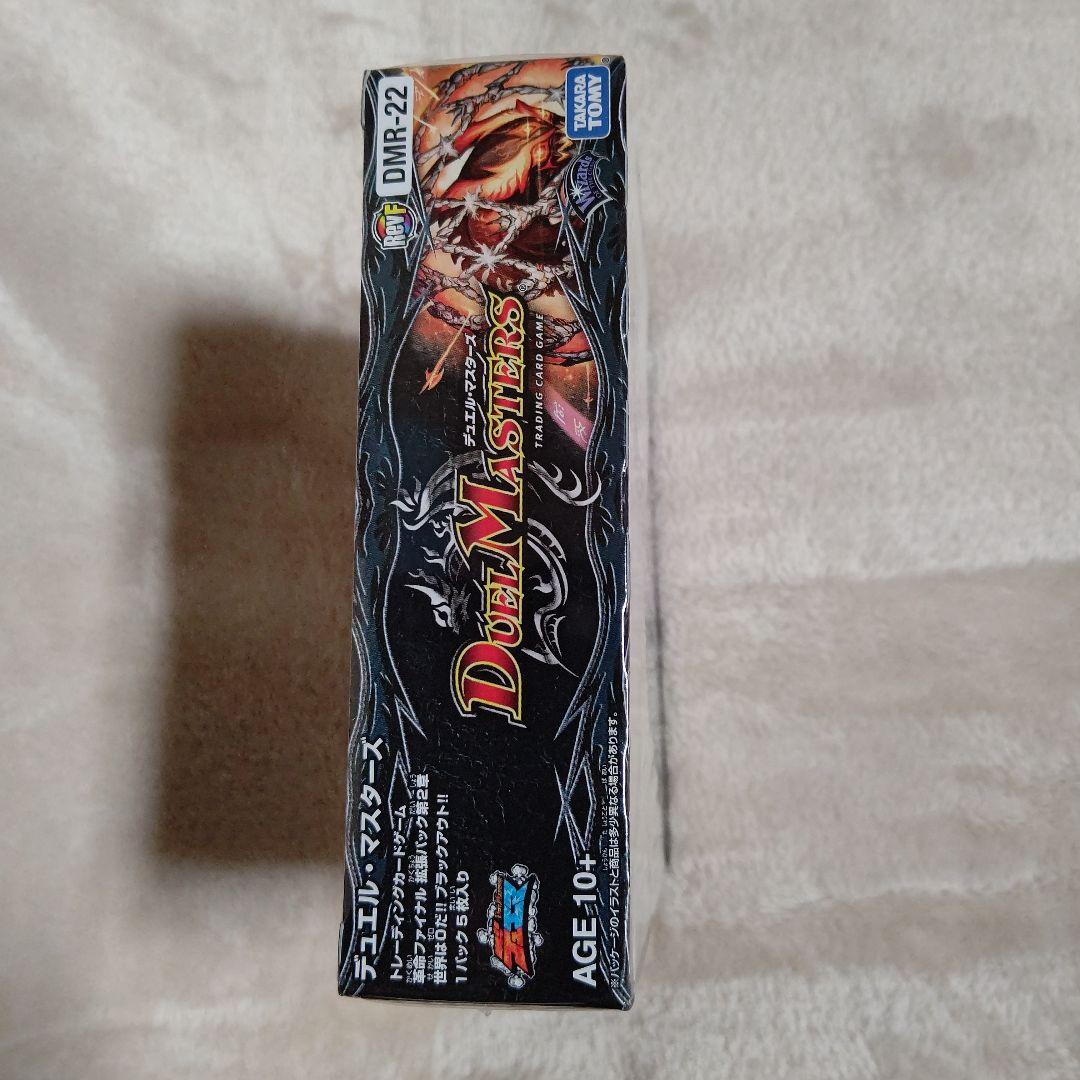 デュエル・マスターズ
トレーディングカードゲーム
革命ファイナル 拡張パック第2章
世界は0だ!! ブラックアウト!!
1パック5枚入り
デュエマ
AGE 10+
※パッケージのイラストと商品は多少異なる場合があります。
デュエル・マスターズ
DUEL MASTERS®
TRADING CARD GAME
RevF
DMR-22
TAKARA TOMY®
Wizards